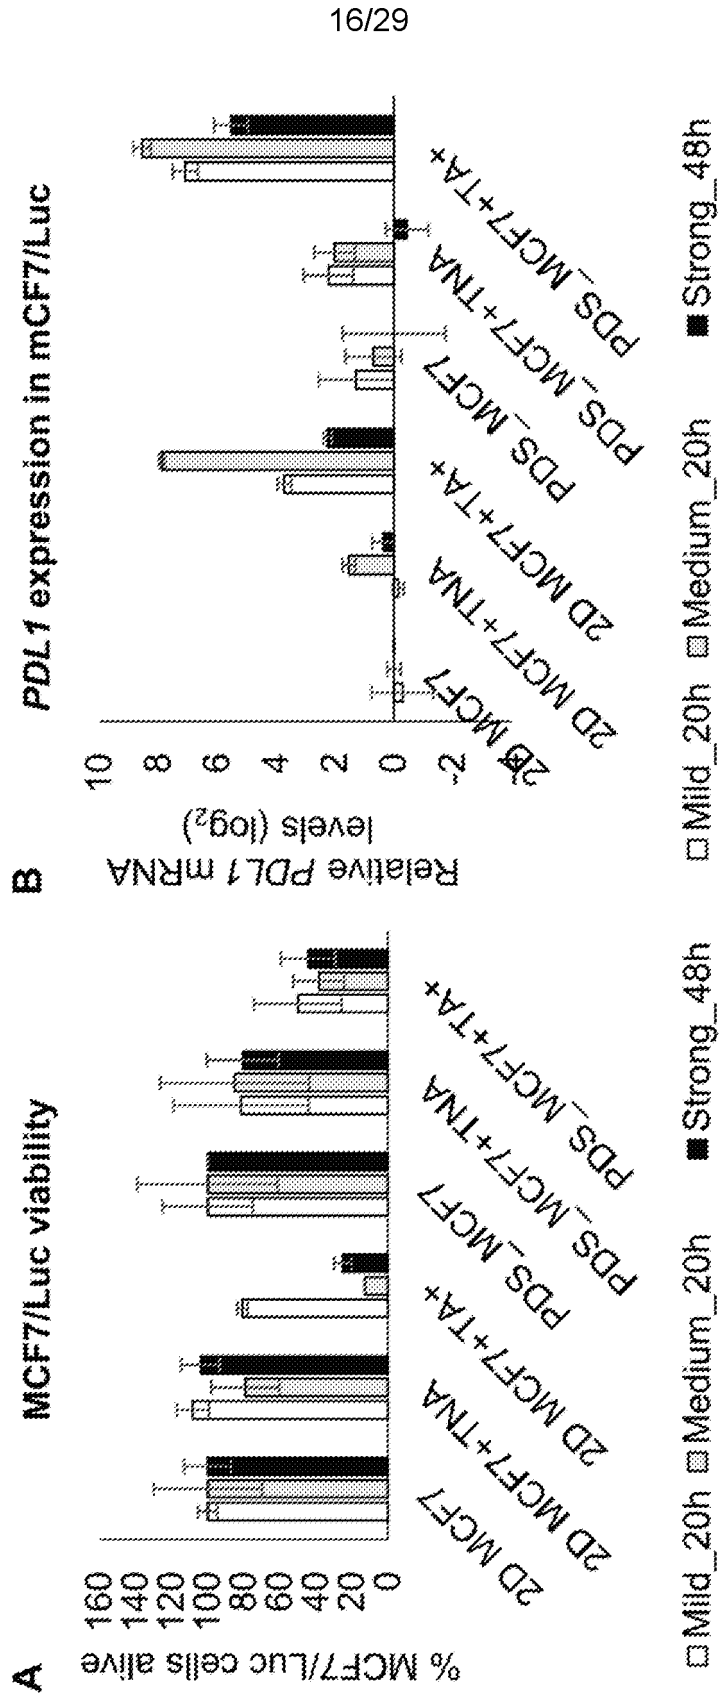 16/29
A
MCF7/Luc viability
% MCF7/Luc cells alive
160
140
120
100
80
60
40
20
0
2D MCF7
2D MCF7+TNA
2D MCF7+TA+
PDS_MCF7
PDS_MCF7+TNA
PDS_MCF7+TA+
Mild_20h Medium_20h Strong_48h
B
PDL1 expression in mCF7/Luc
Relative PDL1 mRNA
levels (log2)
10
8
6
4
2
0
-2
2D MCF7
2D MCF7+TNA
2D MCF7+TA+
PDS_MCF7
PDS_MCF7+TNA
PDS_MCF7+TA+
Mild_20h Medium_20h Strong_48h